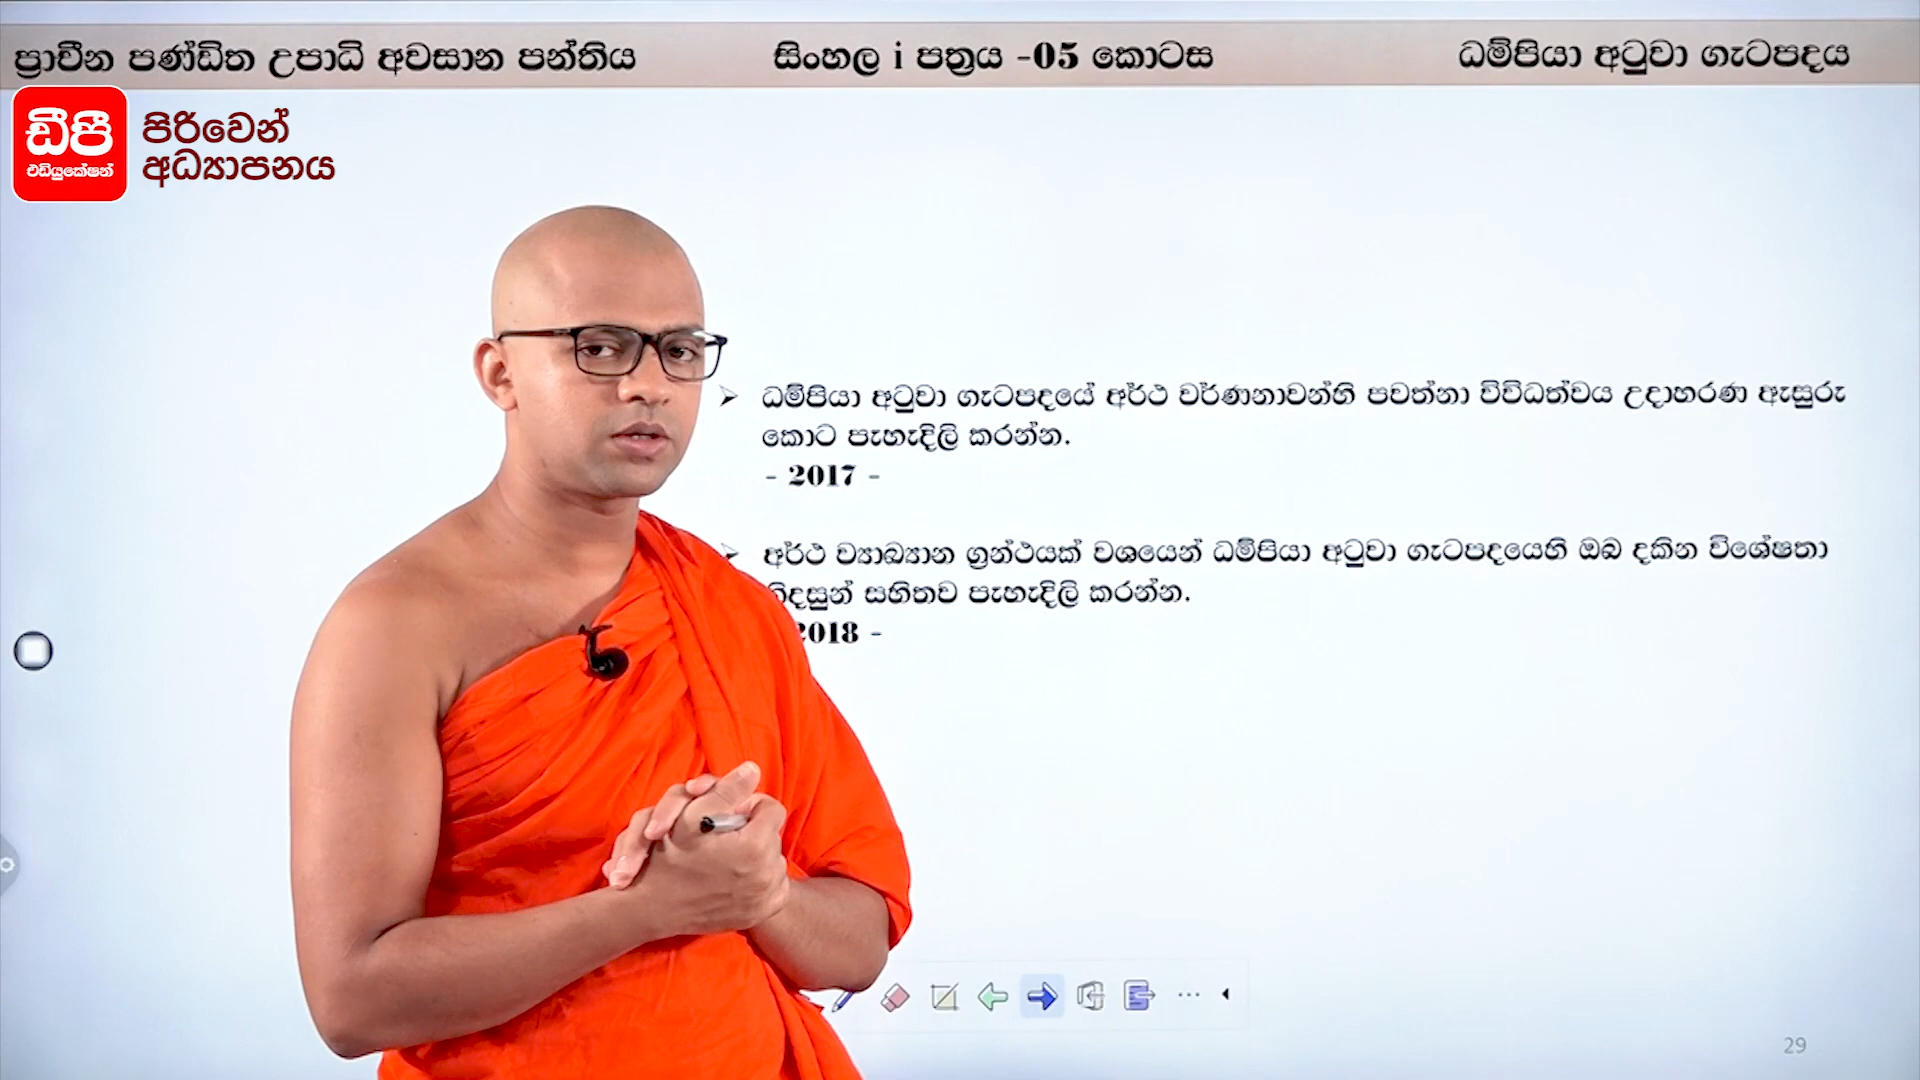 ප්‍රාචීන පණ්ඩිත උපාධි අවසාන පන්තිය සිංහල i පත්‍රය -05 කොටස ධම්පියා අටුවා ගැටපදය
ඩීපී
එඩියුකේෂන්
පිරිවෙන්
අධ්‍යාපනය
ධම්පියා අටුවා ගැටපදයේ අර්ථ වර්ණනාවන්හි පවත්නා විවිධත්වය උදාහරණ ඇසුරු
කොට පැහැදිලි කරන්න.
- 2017 -
අර්ථ ව්‍යාඛ්‍යාන ග්‍රන්ථයක් වශයෙන් ධම්පියා අටුවා ගැටපදයෙහි ඔබ දකින විශේෂතා
සහිතව පැහැදිලි කරන්න.
2018 -
29